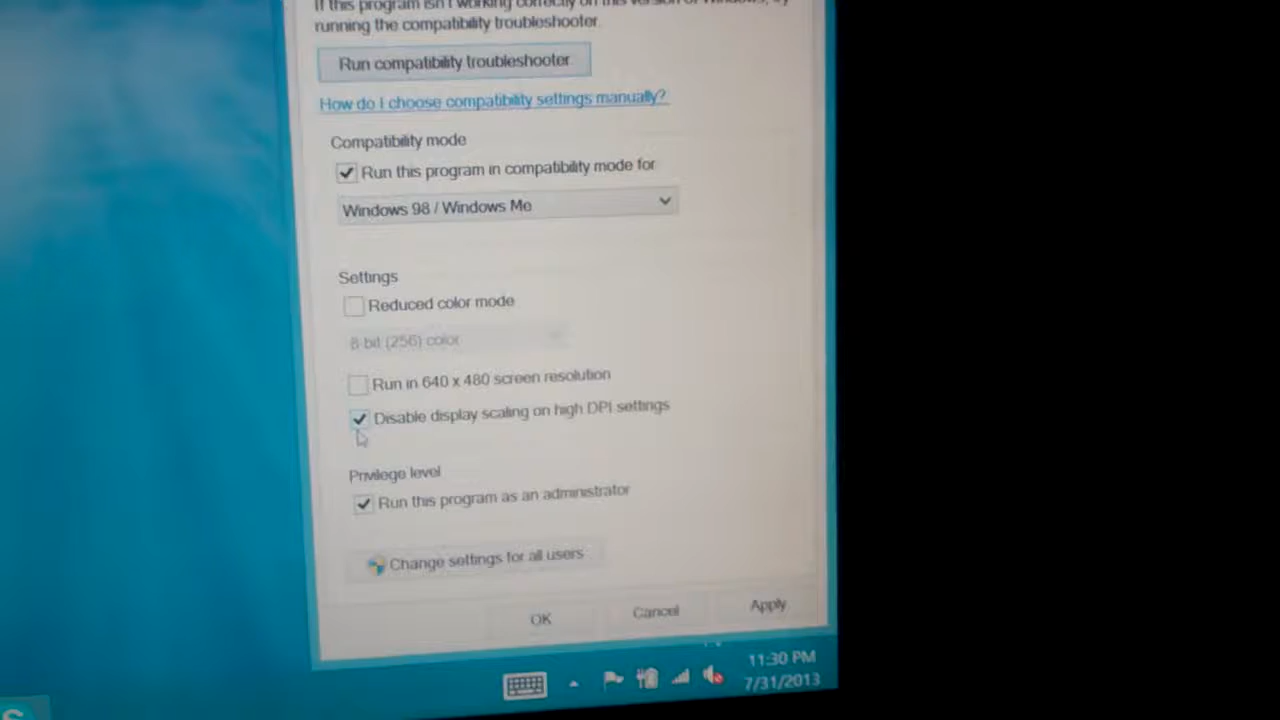 If this program isn't working correctly on this version of Windows, try
running the compatibility troubleshooter.
Run compatibility troubleshooter
How do I choose compatibility settings manually?
Compatibility mode
Run this program in compatibility mode for
Windows 98 / Windows Me
Settings
Reduced color mode
8-bit (256) color
Run in 640 x 480 screen resolution
Disable display scaling on high DPI settings
Privilege level
Run this program as an administrator
Change settings for all users
OK
Cancel
Apply
11:30 PM
7/31/2013